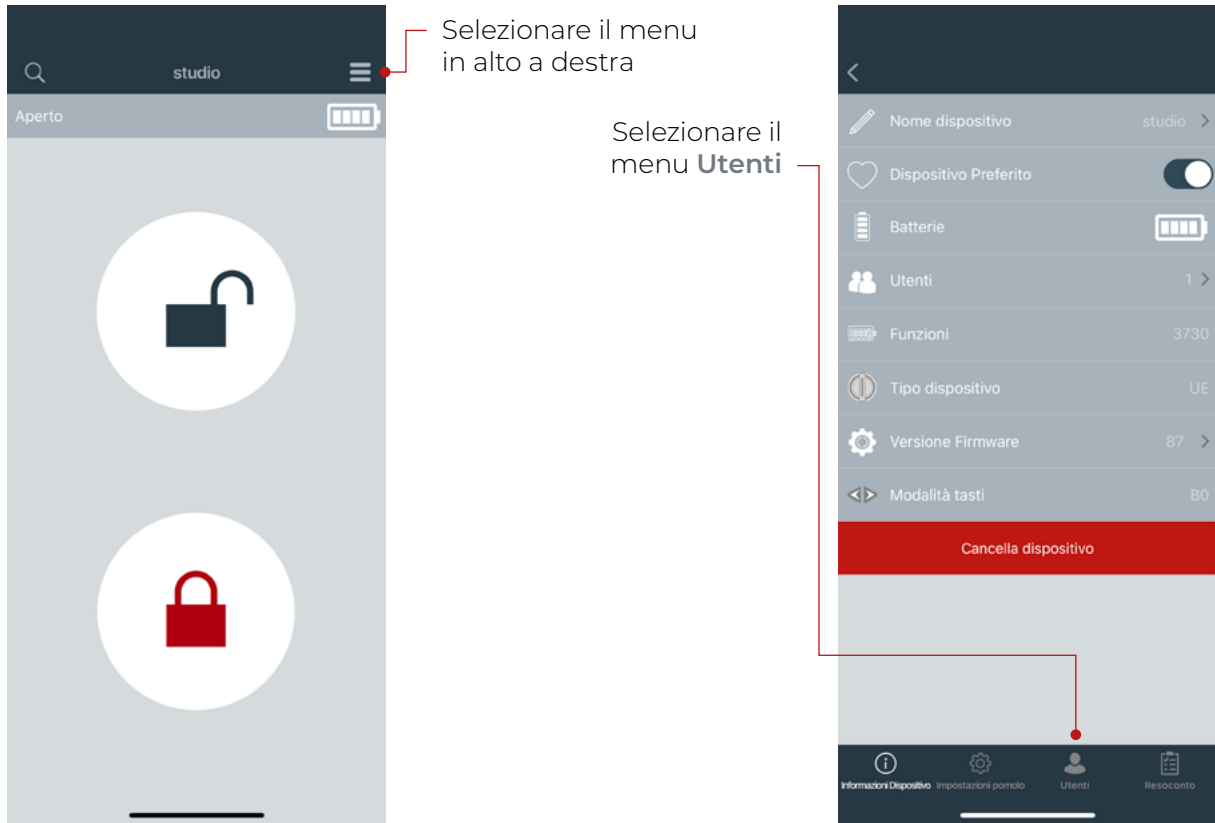 studio
Aperto
Selezionare il menu
in alto a destra
Selezionare il
menu Utenti
Nome dispositivo studio
Dispositivo Preferito
Batterie
Utenti 1
Funzioni 3730
Tipo dispositivo UE
Versione Firmware 87
Modalità tasti B0
Cancella dispositivo
Informazioni Dispositivo Impostazioni pomolo Utenti Resoconto